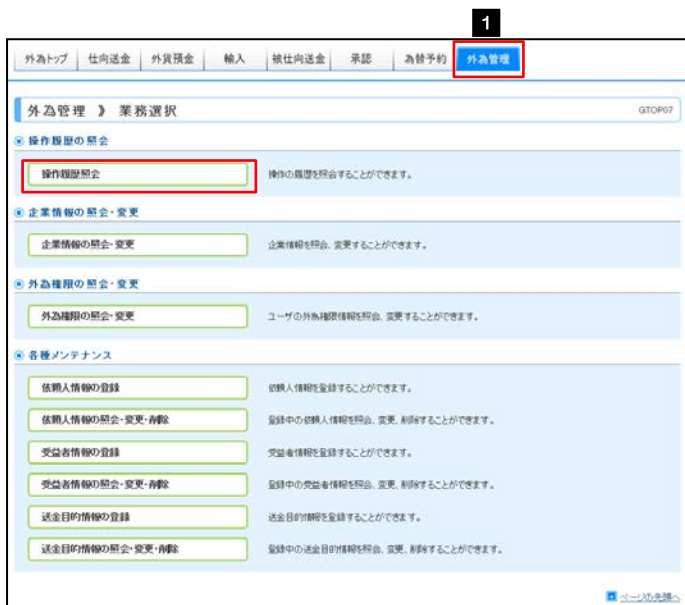 1
外為トップ 仕向送金 外貨預金 輸入 被仕向送金 承認 為替予約 外為管理
外為管理 》 業務選択 GTOP07
操作履歴の照会
操作履歴照会 操作の履歴を照会することができます。
企業情報の照会・変更
企業情報の照会・変更 企業情報を照会、変更することができます。
外為権限の照会・変更
外為権限の照会・変更 ユーザの外為権限情報を照会、変更することができます。
各種メンテナンス
依頼人情報の登録 依頼人情報を登録することができます。
依頼人情報の照会・変更・削除 登録中の依頼人情報を照会、変更、削除することができます。
受益者情報の登録 受益者情報を登録することができます。
受益者情報の照会・変更・削除 登録中の受益者情報を照会、変更、削除することができます。
送金目的情報の登録 送金目的情報を登録することができます。
送金目的情報の照会・変更・削除 登録中の送金目的情報を照会、変更、削除することができます。
ページの先頭へ